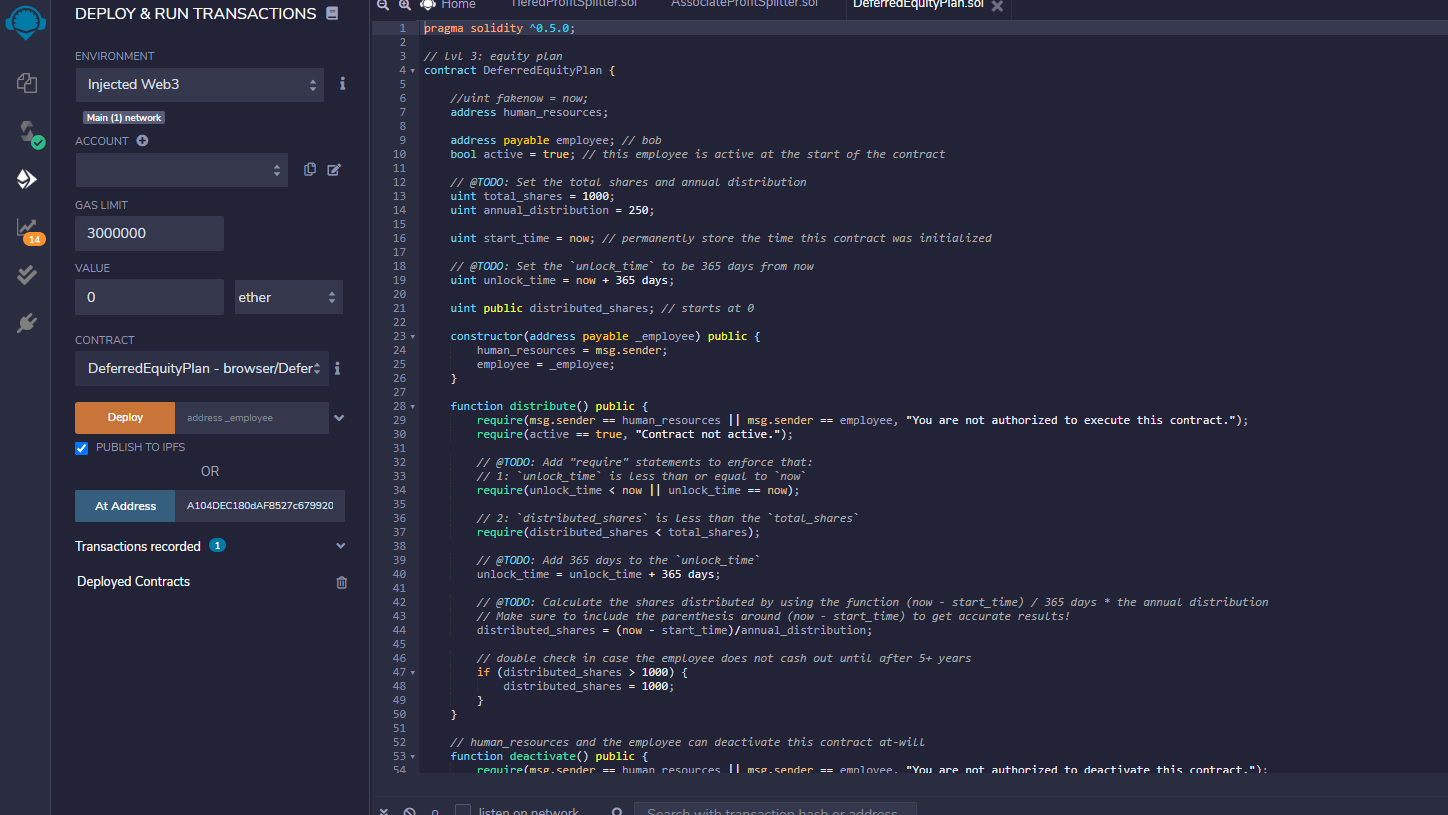 DEPLOY & RUN TRANSACTIONS
ENVIRONMENT
Injected Web3
Main (1) network
ACCOUNT
GAS LIMIT
3000000
VALUE
0
ether
CONTRACT
DeferredEquityPlan - browser/Defer
Deploy
address _employee
PUBLISH TO IPFS
OR
At Address
A104DEC180dAF8527c679920
Transactions recorded
1
Deployed Contracts
14
Home
TieredProfitSplitter.sol
AssociateProfitSplitter.sol
DeferredEquityPlan.sol
1 pragma solidity ^0.5.0;
2
3 // lvl 3: equity plan
4 contract DeferredEquityPlan {
5
6 //uint fakenow = now;
7 address human_resources;
8
9 address payable employee; // bob
10 bool active = true; // this employee is active at the start of the contract
11
12 // @TODO: Set the total shares and annual distribution
13 uint total_shares = 1000;
14 uint annual_distribution = 250;
15
16 uint start_time = now; // permanently store the time this contract was initialized
17
18 // @TODO: Set the `unlock_time` to be 365 days from now
19 uint unlock_time = now + 365 days;
20
21 uint public distributed_shares; // starts at 0
22
23 constructor(address payable _employee) public {
24 human_resources = msg.sender;
25 employee = _employee;
26 }
27
28 function distribute() public {
29 require(msg.sender == human_resources || msg.sender == employee, "You are not authorized to execute this contract.");
30 require(active == true, "Contract not active.");
31
32 // @TODO: Add "require" statements to enforce that:
33 // 1: `unlock_time` is less than or equal to `now`
34 require(unlock_time < now || unlock_time == now);
35
36 // 2: `distributed_shares` is less than the `total_shares`
37 require(distributed_shares < total_shares);
38
39 // @TODO: Add 365 days to the `unlock_time`
40 unlock_time = unlock_time + 365 days;
41
42 // @TODO: Calculate the shares distributed by using the function (now - start_time) / 365 days * the annual distribution
43 // Make sure to include the parenthesis around (now - start_time) to get accurate results!
44 distributed_shares = (now - start_time)/annual_distribution;
45
46 // double check in case the employee does not cash out until after 5+ years
47 if (distributed_shares > 1000) {
48 distributed_shares = 1000;
49 }
50 }
51
52 // human_resources and the employee can deactivate this contract at-will
53 function deactivate() public {
54 require(msg.sender == human_resources || msg.sender == employee, "You are not authorized to deactivate this contract.");
0
listen on network
Search with transaction hash or address